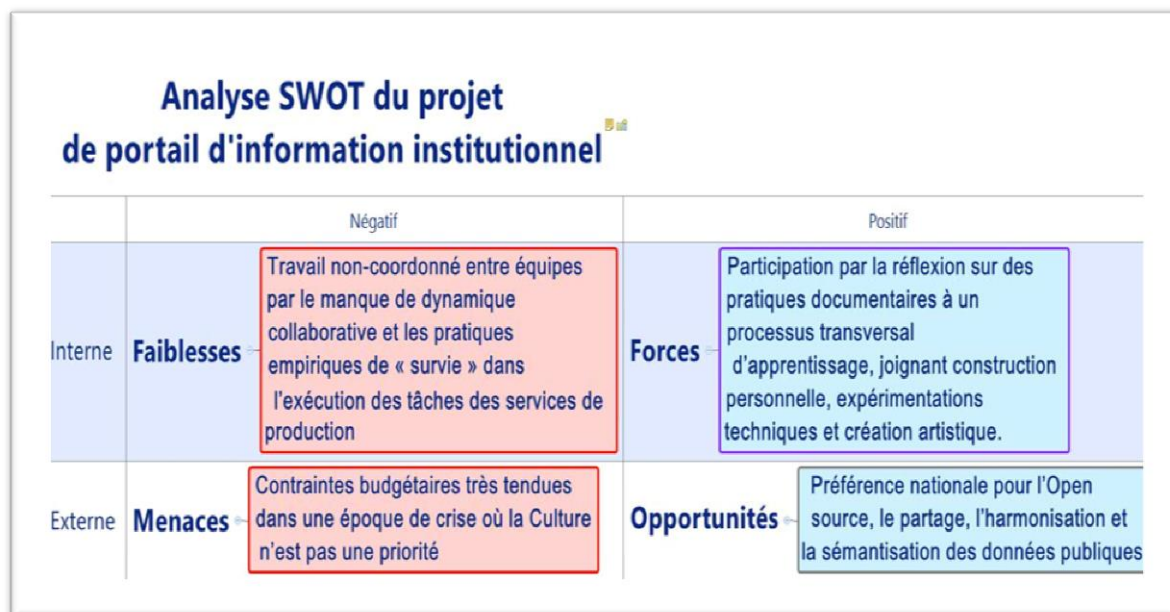 Analyse SWOT du projet
de portail d'information institutionnel
Négatif
Positif
Interne
Faiblesses
Travail non-coordonné entre équipes
par le manque de dynamique
collaborative et les pratiques
empiriques de « survie » dans
l'exécution des tâches des services de
production
Forces
Participation par la réflexion sur des
pratiques documentaires à un
processus transversal
d'apprentissage, joignant construction
personnelle, expérimentations
techniques et création artistique.
Externe
Menaces
Contraintes budgétaires très tendues
dans une époque de crise où la Culture
n'est pas une priorité
Opportunités
Préférence nationale pour l'Open
source, le partage, l'harmonisation et
la sémantisation des données publiques